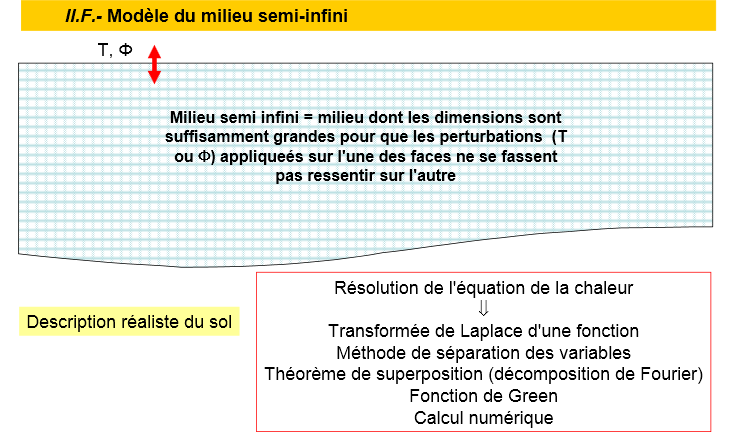 II.F.- Modèle du milieu semi-infini
T, Φ
Milieu semi infini = milieu dont les dimensions sont
suffisamment grandes pour que les perturbations (T
ou Φ) appliqueés sur l'une des faces ne se fassent
pas ressentir sur l'autre
Description réaliste du sol
Résolution de l'équation de la chaleur
⇓
Transformée de Laplace d'une fonction
Méthode de séparation des variables
Théorème de superposition (décomposition de Fourier)
Fonction de Green
Calcul numérique